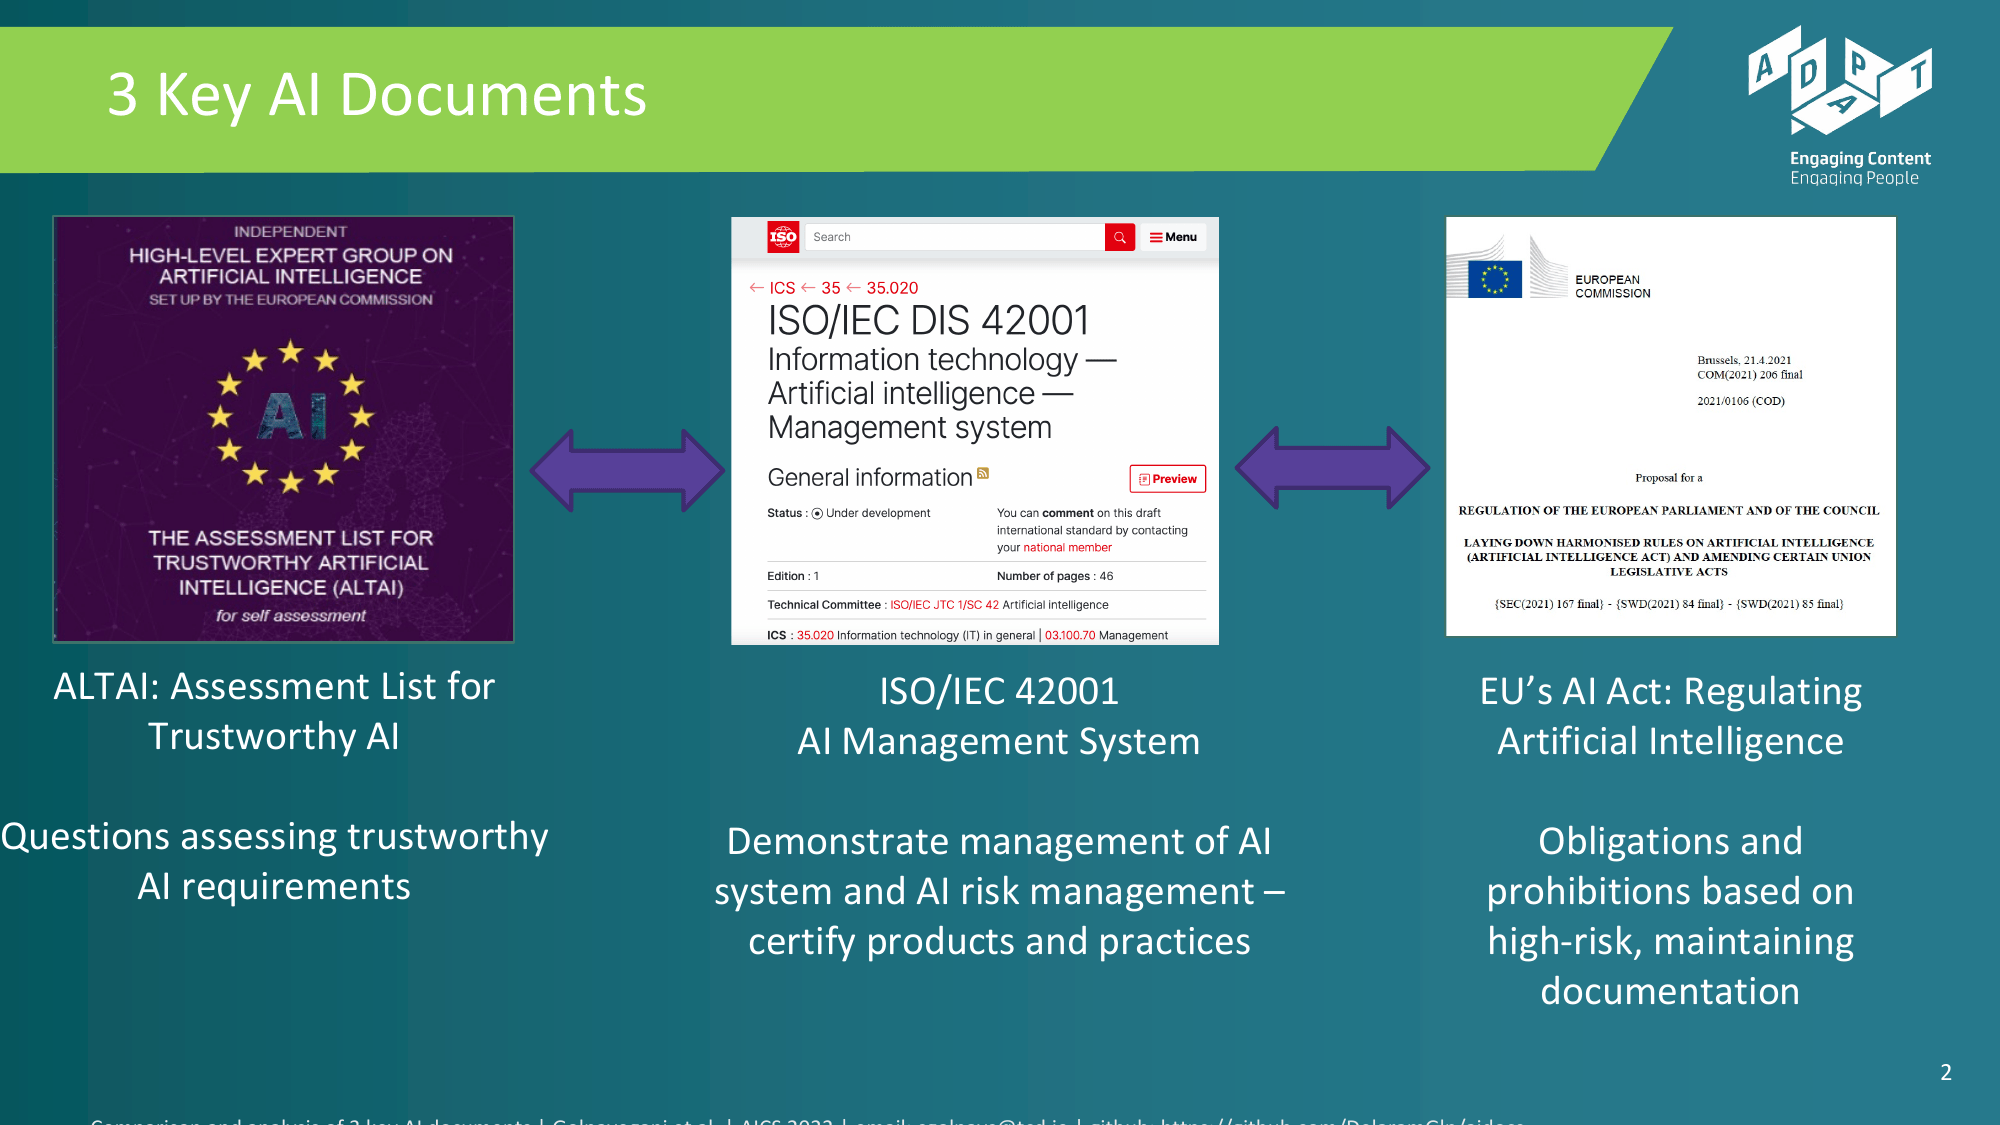 3 Key AI Documents
ADAPT
Engaging Content
Engaging People
INDEPENDENT
HIGH-LEVEL EXPERT GROUP ON
ARTIFICIAL INTELLIGENCE
SET UP BY THE EUROPEAN COMMISSION
AI
THE ASSESSMENT LIST FOR
TRUSTWORTHY ARTIFICIAL
INTELLIGENCE (ALTAI)
for self assessment
ALTAI: Assessment List for
Trustworthy AI
Questions assessing trustworthy
AI requirements
ISO
Search
Menu
← ICS ← 35 ← 35.020
ISO/IEC DIS 42001
Information technology —
Artificial intelligence —
Management system
General information
Preview
Status : Under development
You can comment on this draft
international standard by contacting
your national member
Edition : 1
Number of pages : 46
Technical Committee : ISO/IEC JTC 1/SC 42 Artificial intelligence
ICS : 35.020 Information technology (IT) in general | 03.100.70 Management
ISO/IEC 42001
AI Management System
Demonstrate management of AI
system and AI risk management –
certify products and practices
EUROPEAN
COMMISSION
Brussels, 21.4.2021
COM(2021) 206 final
2021/0106 (COD)
Proposal for a
REGULATION OF THE EUROPEAN PARLIAMENT AND OF THE COUNCIL
LAYING DOWN HARMONISED RULES ON ARTIFICIAL INTELLIGENCE
(ARTIFICIAL INTELLIGENCE ACT) AND AMENDING CERTAIN UNION
LEGISLATIVE ACTS
{SEC(2021) 167 final} - {SWD(2021) 84 final} - {SWD(2021) 85 final}
EU’s AI Act: Regulating
Artificial Intelligence
Obligations and
prohibitions based on
high-risk, maintaining
documentation
2